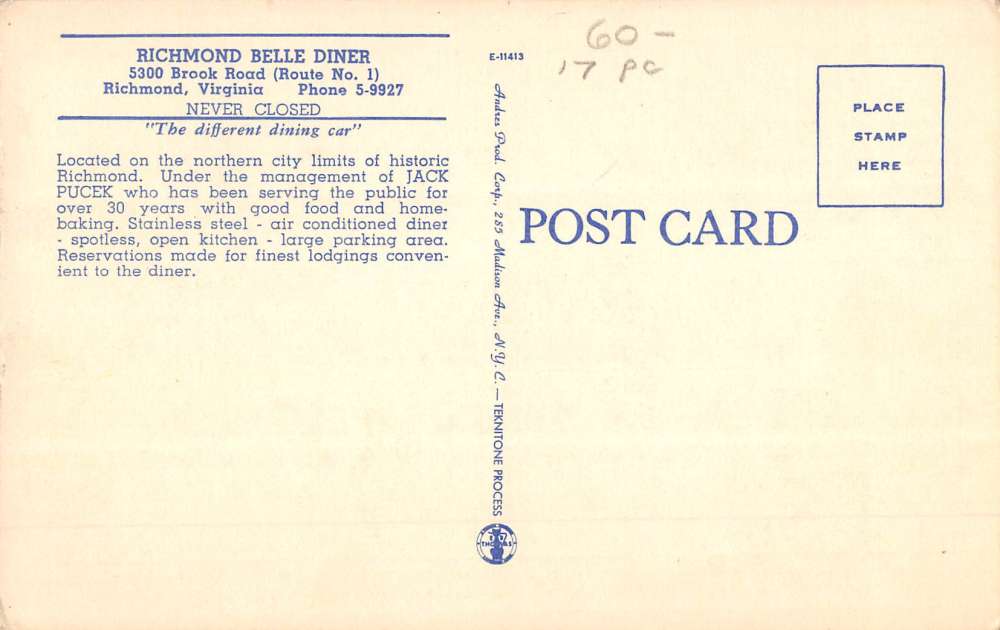 RICHMOND BELLE DINER
5300 Brook Road (Route No. 1)
Richmond, Virginia Phone 5-9927
NEVER CLOSED
"The different dining car"
Located on the northern city limits of historic
Richmond. Under the management of JACK
PUCEK who has been serving the public for
over 30 years with good food and home-
baking. Stainless steel - air conditioned diner
- spotless, open kitchen - large parking area.
Reservations made for finest lodgings conven-
ient to the diner.
E-11413
Andres Prod. Corp., 285 Madison Ave., N.Y.C. — TEKNITONE PROCESS
60 -
17 PC
POST CARD
PLACE
STAMP
HERE